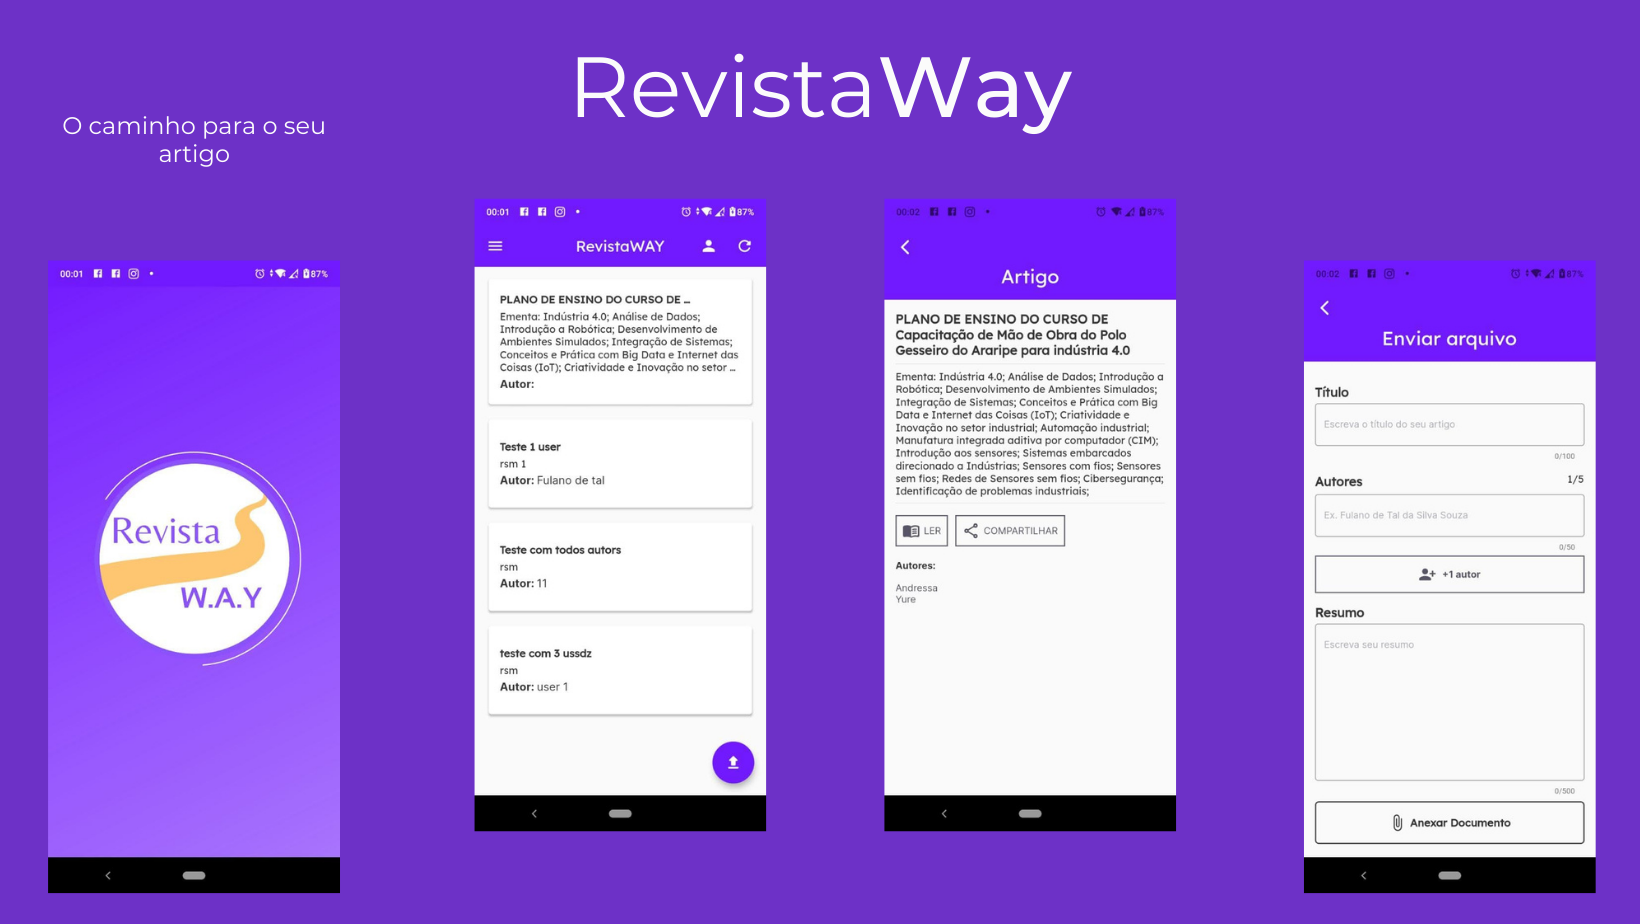 RevistaWay
O caminho para o seu
artigo
00:01
87%
Revista
W.A.Y
00:01
87%
RevistaWAY
PLANO DE ENSINO DO CURSO DE ...
Ementa: Indústria 4.0; Análise de Dados;
Introdução a Robótica; Desenvolvimento de
Ambientes Simulados; Integração de Sistemas;
Conceitos e Prática com Big Data e Internet das
Coisas (IoT); Criatividade e Inovação no setor ...
Autor:
Teste 1 user
rsm 1
Autor: Fulano de tal
Teste com todos autors
rsm
Autor: 11
teste com 3 ussdz
rsm
Autor: user 1
00:02
87%
Artigo
PLANO DE ENSINO DO CURSO DE
Capacitação de Mão de Obra do Polo
Gesseiro do Araripe para indústria 4.0
Ementa: Indústria 4.0; Análise de Dados; Introdução a
Robótica; Desenvolvimento de Ambientes Simulados;
Integração de Sistemas; Conceitos e Prática com Big
Data e Internet das Coisas (IoT); Criatividade e
Inovação no setor industrial; Automação industrial;
Manufatura integrada aditiva por computador (CIM);
Introdução aos sensores; Sistemas embarcados
direcionado a Indústrias; Sensores com fios; Sensores
sem fios; Redes de Sensores sem fios; Cibersegurança;
Identificação de problemas industriais;
LER
COMPARTILHAR
Autores:
Andressa
Yure
00:02
87%
Enviar arquivo
Título
Escreva o título do seu artigo
0/100
Autores
1/5
Ex. Fulano de Tal da Silva Souza
0/50
+1 autor
Resumo
Escreva seu resumo
0/500
Anexar Documento